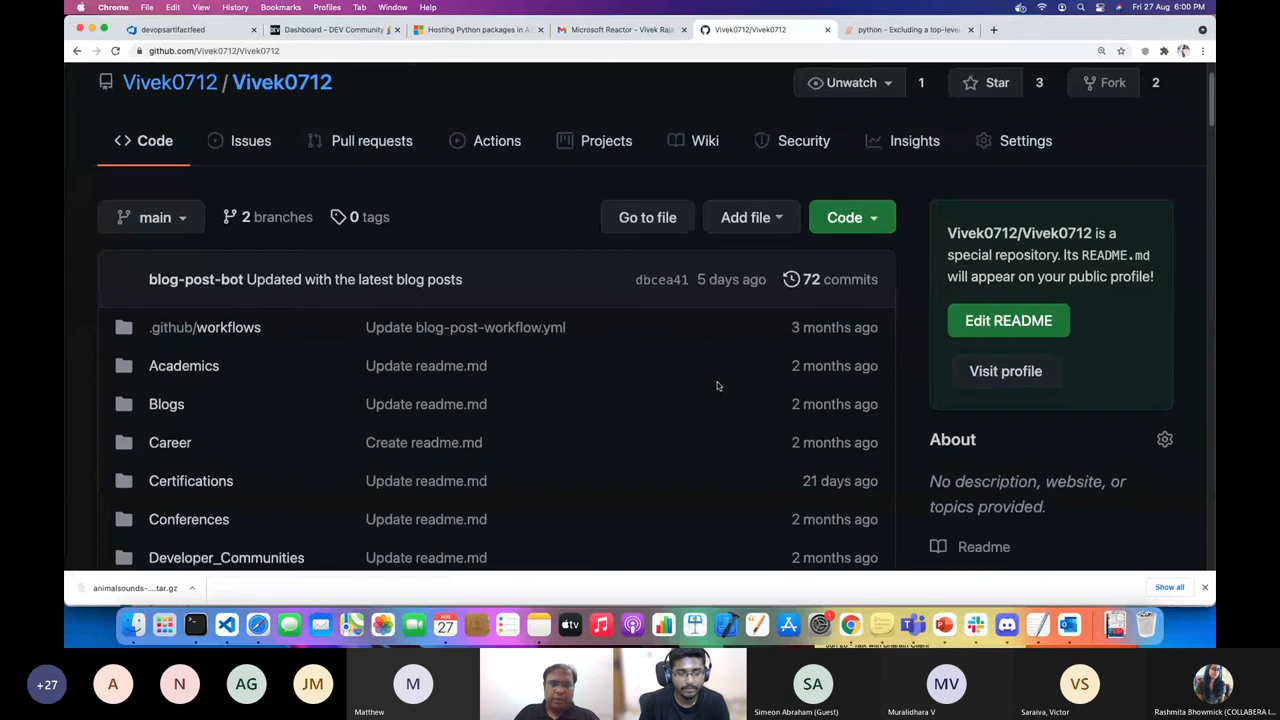 Chrome File Edit View History Bookmarks Profiles Tab Window Help
Fri 27 Aug 6:00 PM
devopsartifactfeed
Dashboard - DEV Community
Hosting Python packages in A
Microsoft Reactor - Vivek Raja
Vivek0712/Vivek0712
python - Excluding a top-leve
github.com/Vivek0712/Vivek0712
Vivek0712 / Vivek0712
Unwatch 1 Star 3 Fork 2
Code Issues Pull requests Actions Projects Wiki Security Insights Settings
main 2 branches 0 tags Go to file Add file Code
blog-post-bot Updated with the latest blog posts dbcea41 5 days ago 72 commits
.github/workflows Update blog-post-workflow.yml 3 months ago
Academics Update readme.md 2 months ago
Blogs Update readme.md 2 months ago
Career Create readme.md 2 months ago
Certifications Update readme.md 21 days ago
Conferences Update readme.md 2 months ago
Developer_Communities Update readme.md 2 months ago
Vivek0712/Vivek0712 is a
special repository. Its README.md
will appear on your public profile!
Edit README
Visit profile
About
No description, website, or
topics provided.
Readme
animalsounds-....tar.gz
Show all
AUG
27
tv
1
+27
A
N
AG
JM
M
Matthew
SA
Simeon Abraham (Guest)
MV
Muralidhara V
VS
Saraiva, Victor
Rashmita Bhowmick (COLLABERA I...